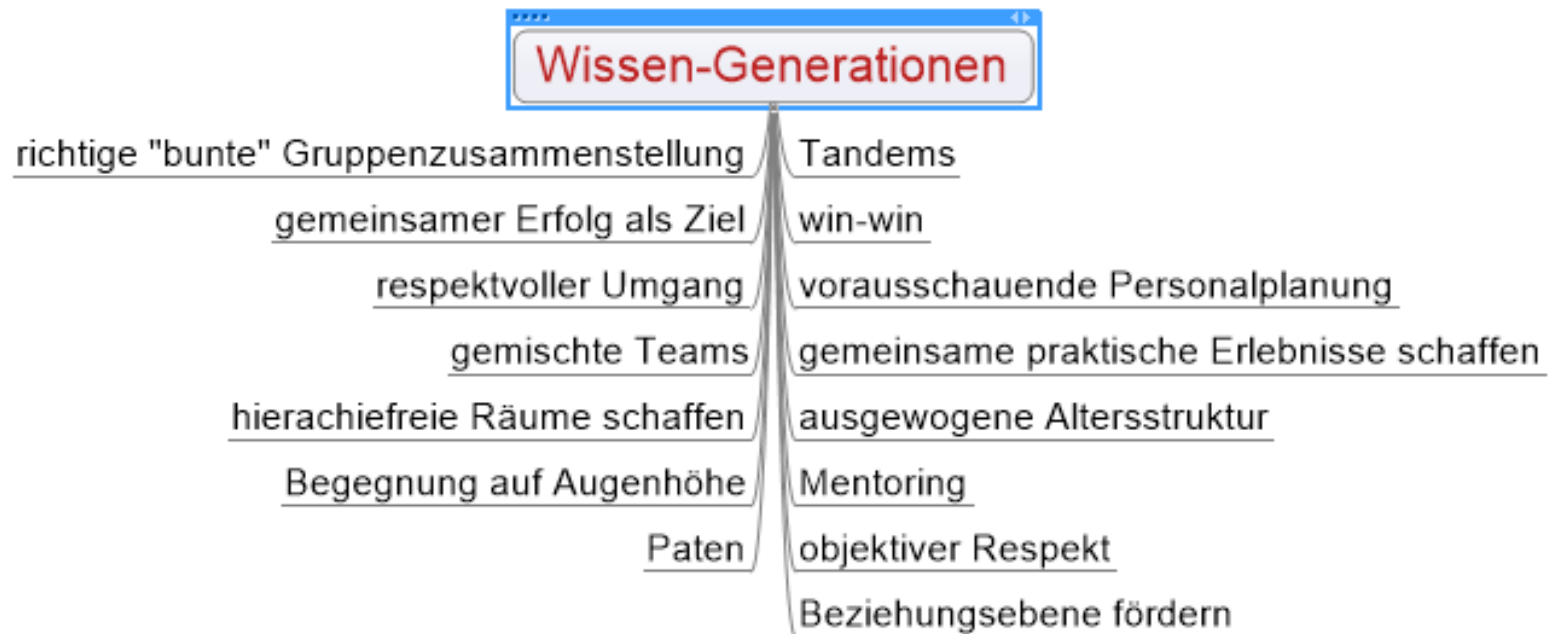 Wissen-Generationen
richtige "bunte" Gruppenzusammenstellung
gemeinsamer Erfolg als Ziel
respektvoller Umgang
gemischte Teams
hierachiefreie Räume schaffen
Begegnung auf Augenhöhe
Paten
Tandems
win-win
vorausschauende Personalplanung
gemeinsame praktische Erlebnisse schaffen
ausgewogene Altersstruktur
Mentoring
objektiver Respekt
Beziehungsebene fördern